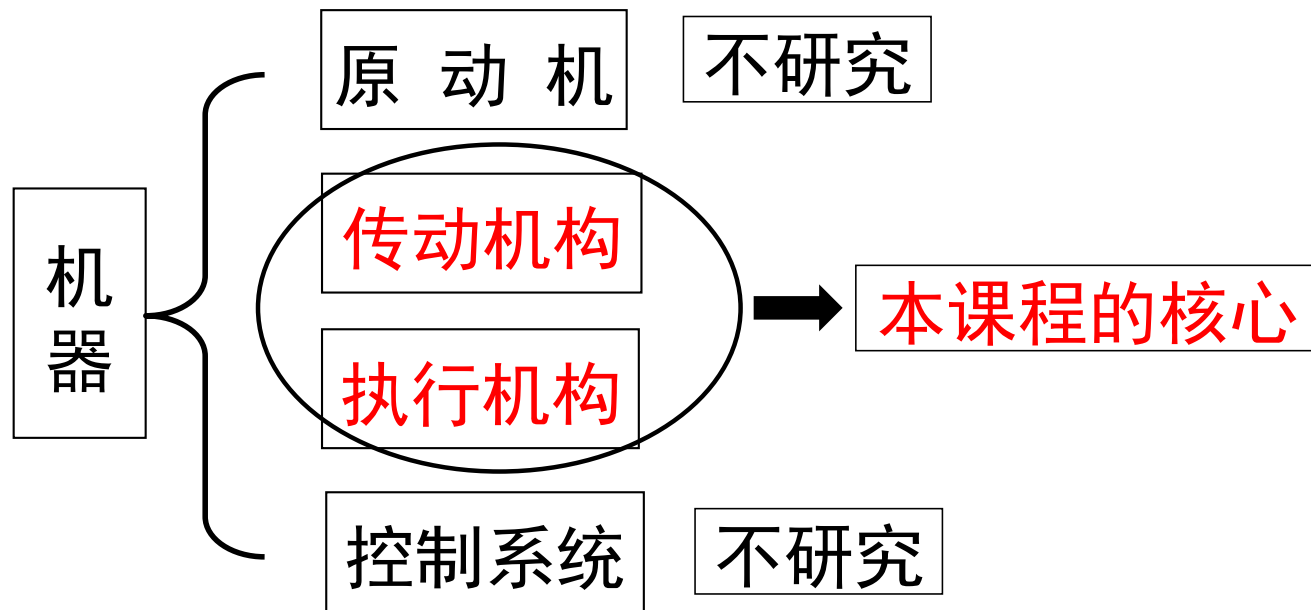 原 动 机
不研究
传动机构
机
器
本课程的核心
执行机构
控制系统
不研究